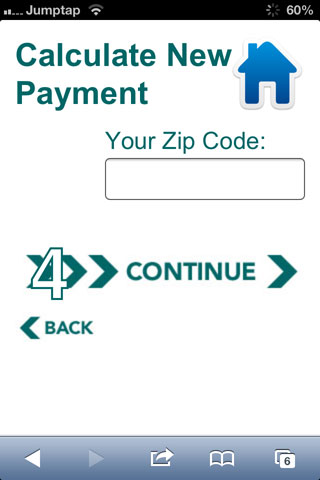 Jumptap 60%
Calculate New
Payment
Your Zip Code:
4 CONTINUE
BACK
6